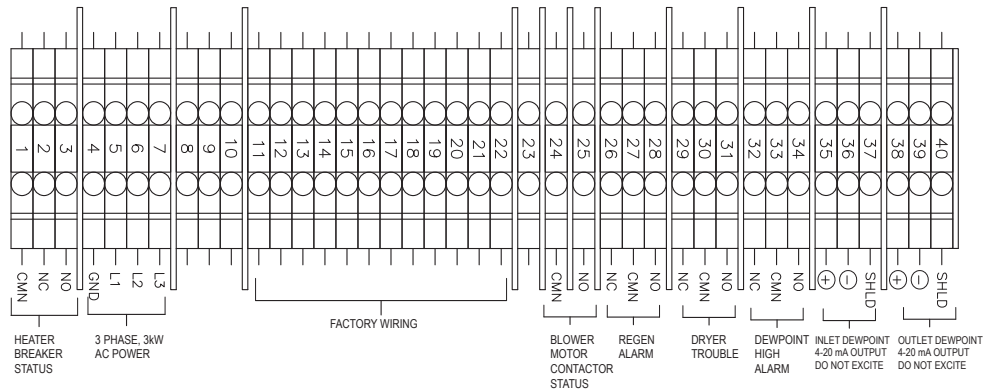 1 2 3 4 5 6 7 8 9 10 11 12 13 14 15 16 17 18 19 20 21 22 23 24 25 26 27 28 29 30 31 32 33 34 35 36 37 38 39 40
CMN NC NO GND L1 L2 L3 CMN NO NC CMN NO NC CMN NO NC CMN NO + - SHLD + - SHLD
HEATER
BREAKER
STATUS
3 PHASE, 3kW
AC POWER
FACTORY WIRING
BLOWER
MOTOR
CONTACTOR
STATUS
REGEN
ALARM
DRYER
TROUBLE
DEWPOINT
HIGH
ALARM
INLET DEWPOINT
4-20 mA OUTPUT
DO NOT EXCITE
OUTLET DEWPOINT
4-20 mA OUTPUT
DO NOT EXCITE